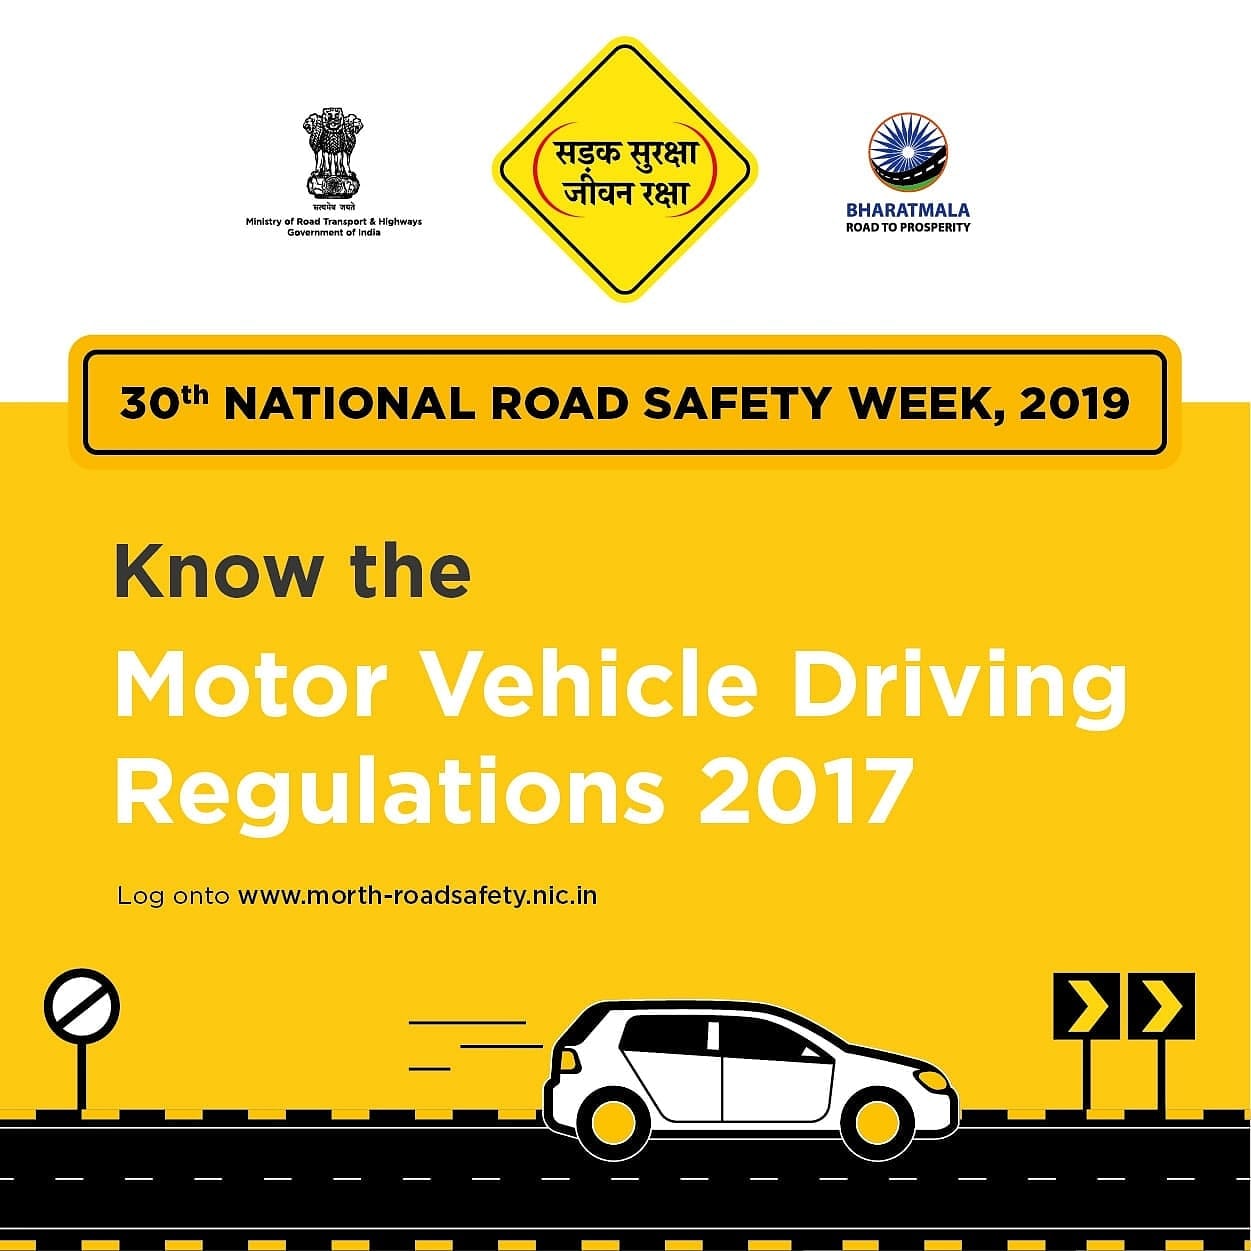 सड़क सुरक्षा
जीवन रक्षा
सत्यमेव जयते
Ministry of Road Transport & Highways
Government of India
BHARATMALA
ROAD TO PROSPERITY
30th NATIONAL ROAD SAFETY WEEK, 2019
Know the
Motor Vehicle Driving
Regulations 2017
Log onto www.morth-roadsafety.nic.in